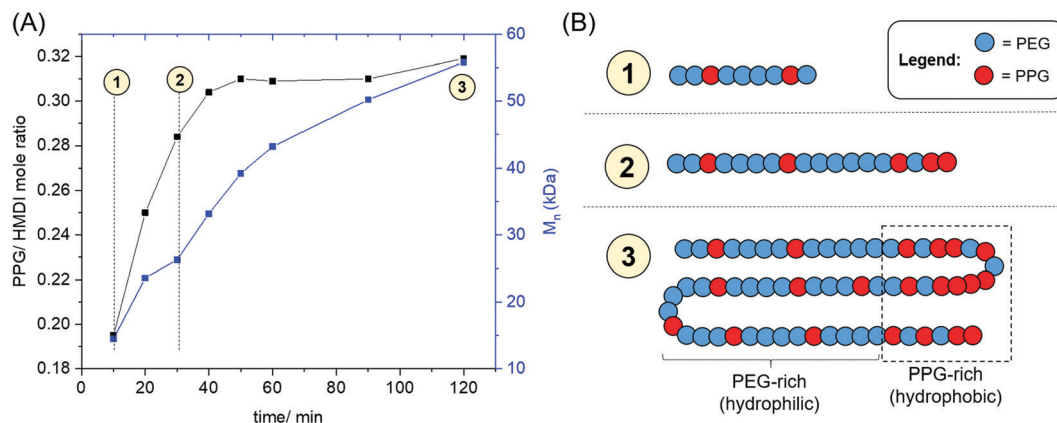 (A)
PPG/ HMDI mole ratio
0.32
0.30
0.28
0.26
0.24
0.22
0.20
0.18
1
2
3
60
50
40
30
20
10
Mn (kDa)
0 20 40 60 80 100 120
time/ min
(B)
Legend:
= PEG
= PPG
1
2
3
PEG-rich
(hydrophilic)
PPG-rich
(hydrophobic)